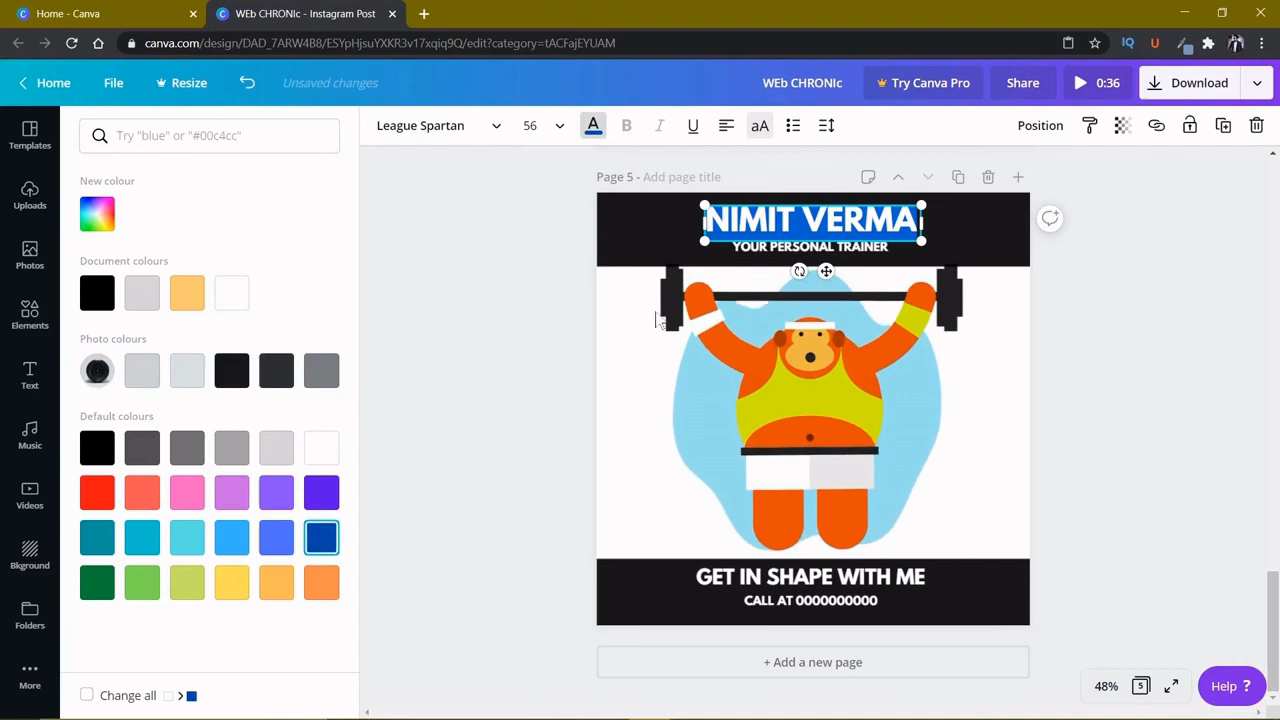 Home - Canva
WEb CHRONIc - Instagram Post
canva.com/design/DAD_7ARW4B8/ESYpHjsuYXKR3v17xqiq9Q/edit?category=tACFajEYUAM
Home
File
Resize
Unsaved changes
WEb CHRONIc
Try Canva Pro
Share
0:36
Download
Try "blue" or "#00c4cc"
League Spartan
56
A
B
I
U
aA
Position
Templates
Uploads
Photos
Elements
Text
Music
Videos
Bkground
Folders
More
New colour
Document colours
Photo colours
Default colours
Change all
Page 5 - Add page title
NIMIT VERMA
YOUR PERSONAL TRAINER
GET IN SHAPE WITH ME
CALL AT 0000000000
+ Add a new page
48%
5
Help ?